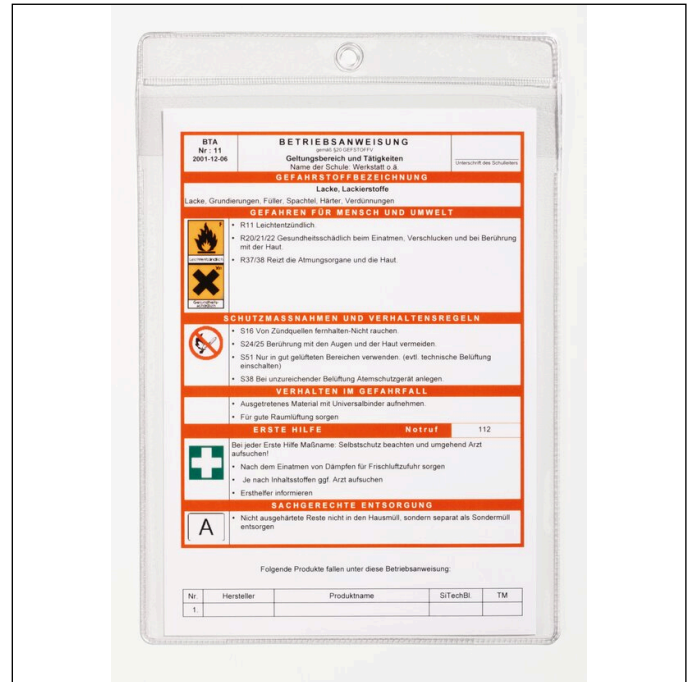 BTA
Nr : 11
2001-12-06
BETRIEBSANWEISUNG
gemäß §20 GEFSTOFFV
Geltungsbereich und Tätigkeiten
Name der Schule: Werkstatt o.ä.
Unterschrift des Schulleiters
GEFAHRSTOFFBEZEICHNUNG
Lacke, Lackierstoffe
Lacke, Grundierungen, Füller, Spachtel, Härter, Verdünnungen
GEFAHREN FÜR MENSCH UND UMWELT
F
Leichtentzündlich
Xn
Gesundheits-
schädlich
• R11 Leichtentzündlich.
• R20/21/22 Gesundheitsschädlich beim Einatmen, Verschlucken und bei Berührung
mit der Haut.
• R37/38 Reizt die Atmungsorgane und die Haut.
SCHUTZMASSNAHMEN UND VERHALTENSREGELN
• S16 Von Zündquellen fernhalten-Nicht rauchen.
• S24/25 Berührung mit den Augen und der Haut vermeiden.
• S51 Nur in gut gelüfteten Bereichen verwenden. (evtl. technische Belüftung
einschalten)
• S38 Bei unzureichender Belüftung Atemschutzgerät anlegen.
VERHALTEN IM GEFAHRFALL
• Ausgetretenes Material mit Universalbinder aufnehmen.
• Für gute Raumlüftung sorgen
ERSTE HILFE Notruf 112
Bei jeder Erste Hilfe Maßname: Selbstschutz beachten und umgehend Arzt
aufsuchen!
• Nach dem Einatmen von Dämpfen für Frischluftzufuhr sorgen
• Je nach Inhaltsstoffen ggf. Arzt aufsuchen
• Ersthelfer informieren
SACHGERECHTE ENTSORGUNG
A
• Nicht ausgehärtete Reste nicht in den Hausmüll, sondern separat als Sondermüll
entsorgen
Folgende Produkte fallen unter diese Betriebsanweisung:
Nr. Hersteller Produktname SiTechBl. TM
1.